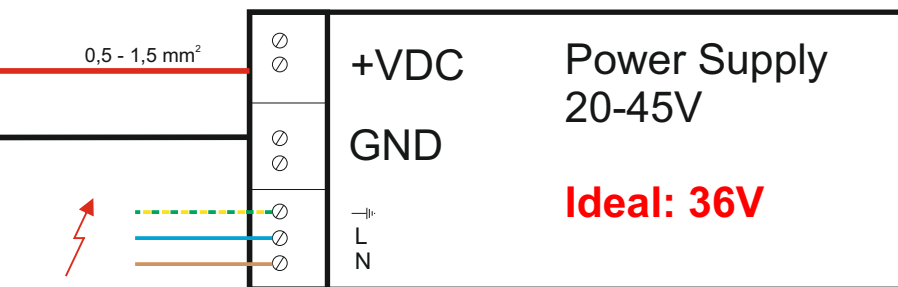 0,5 - 1,5 mm²
+VDC
GND
L
N
Power Supply
20-45V
Ideal: 36V